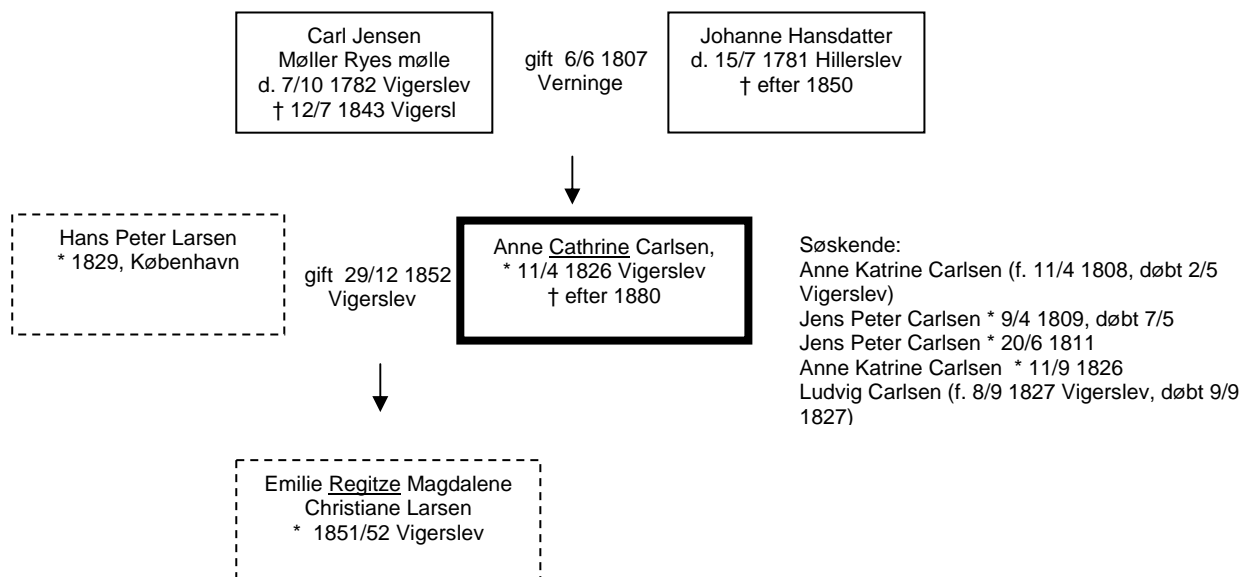 Carl Jensen
Møller Ryes mølle
d. 7/10 1782 Vigerslev
† 12/7 1843 Vigersl
gift 6/6 1807
Verninge
Johanne Hansdatter
d. 15/7 1781 Hillerslev
† efter 1850
Hans Peter Larsen
* 1829, København
gift 29/12 1852
Vigerslev
Anne Cathrine Carlsen,
* 11/4 1826 Vigerslev
† efter 1880
Søskende:
Anne Katrine Carlsen (f. 11/4 1808, døbt 2/5
Vigerslev)
Jens Peter Carlsen * 9/4 1809, døbt 7/5
Jens Peter Carlsen * 20/6 1811
Anne Katrine Carlsen * 11/9 1826
Ludvig Carlsen (f. 8/9 1827 Vigerslev, døbt 9/9
1827)
Emilie Regitze Magdalene
Christiane Larsen
* 1851/52 Vigerslev